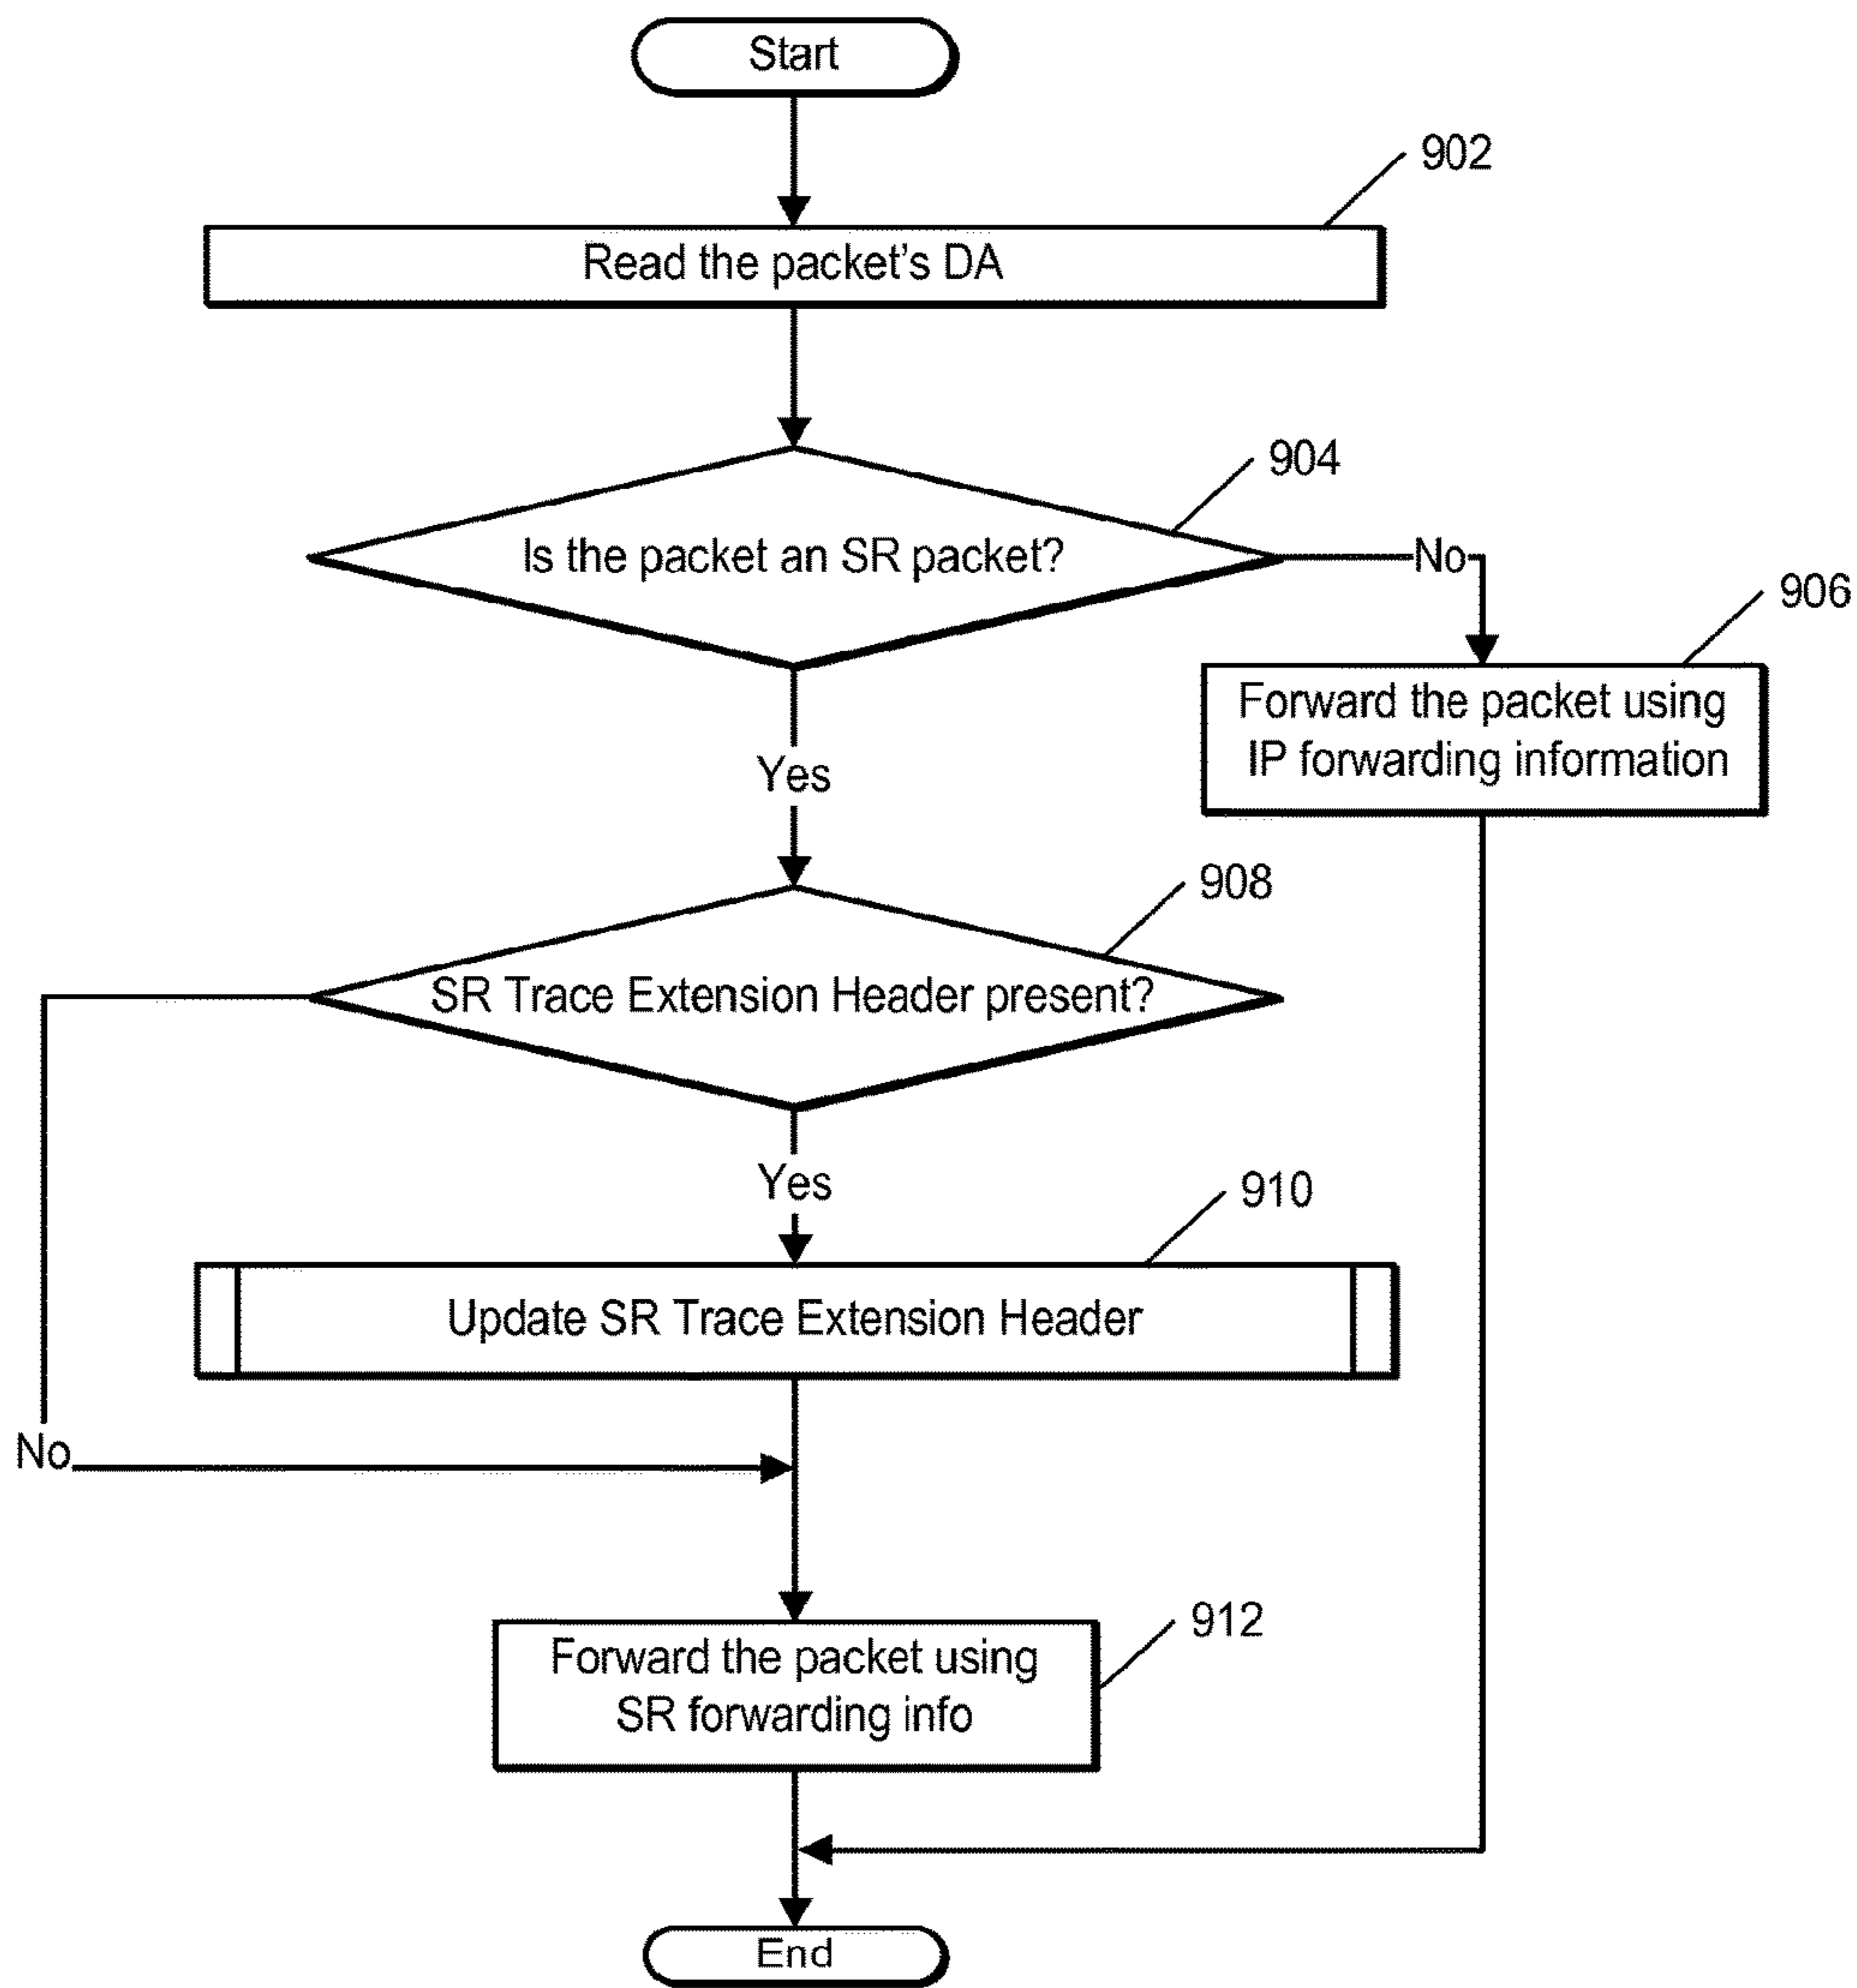 Start
902
Read the packet's DA
904
Is the packet an SR packet?
No
906
Forward the packet using
IP forwarding information
Yes
908
SR Trace Extension Header present?
Yes
910
Update SR Trace Extension Header
No
912
Forward the packet using
SR forwarding info
End